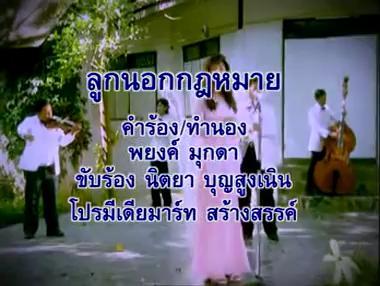 ลูกนอกกฎหมาย
คำร้อง/ทำนอง
พยงค์ มุกดา
ขับร้อง นิตยา บุญสูงเนิน
โปรมีเดียมาร์ท สร้างสรรค์